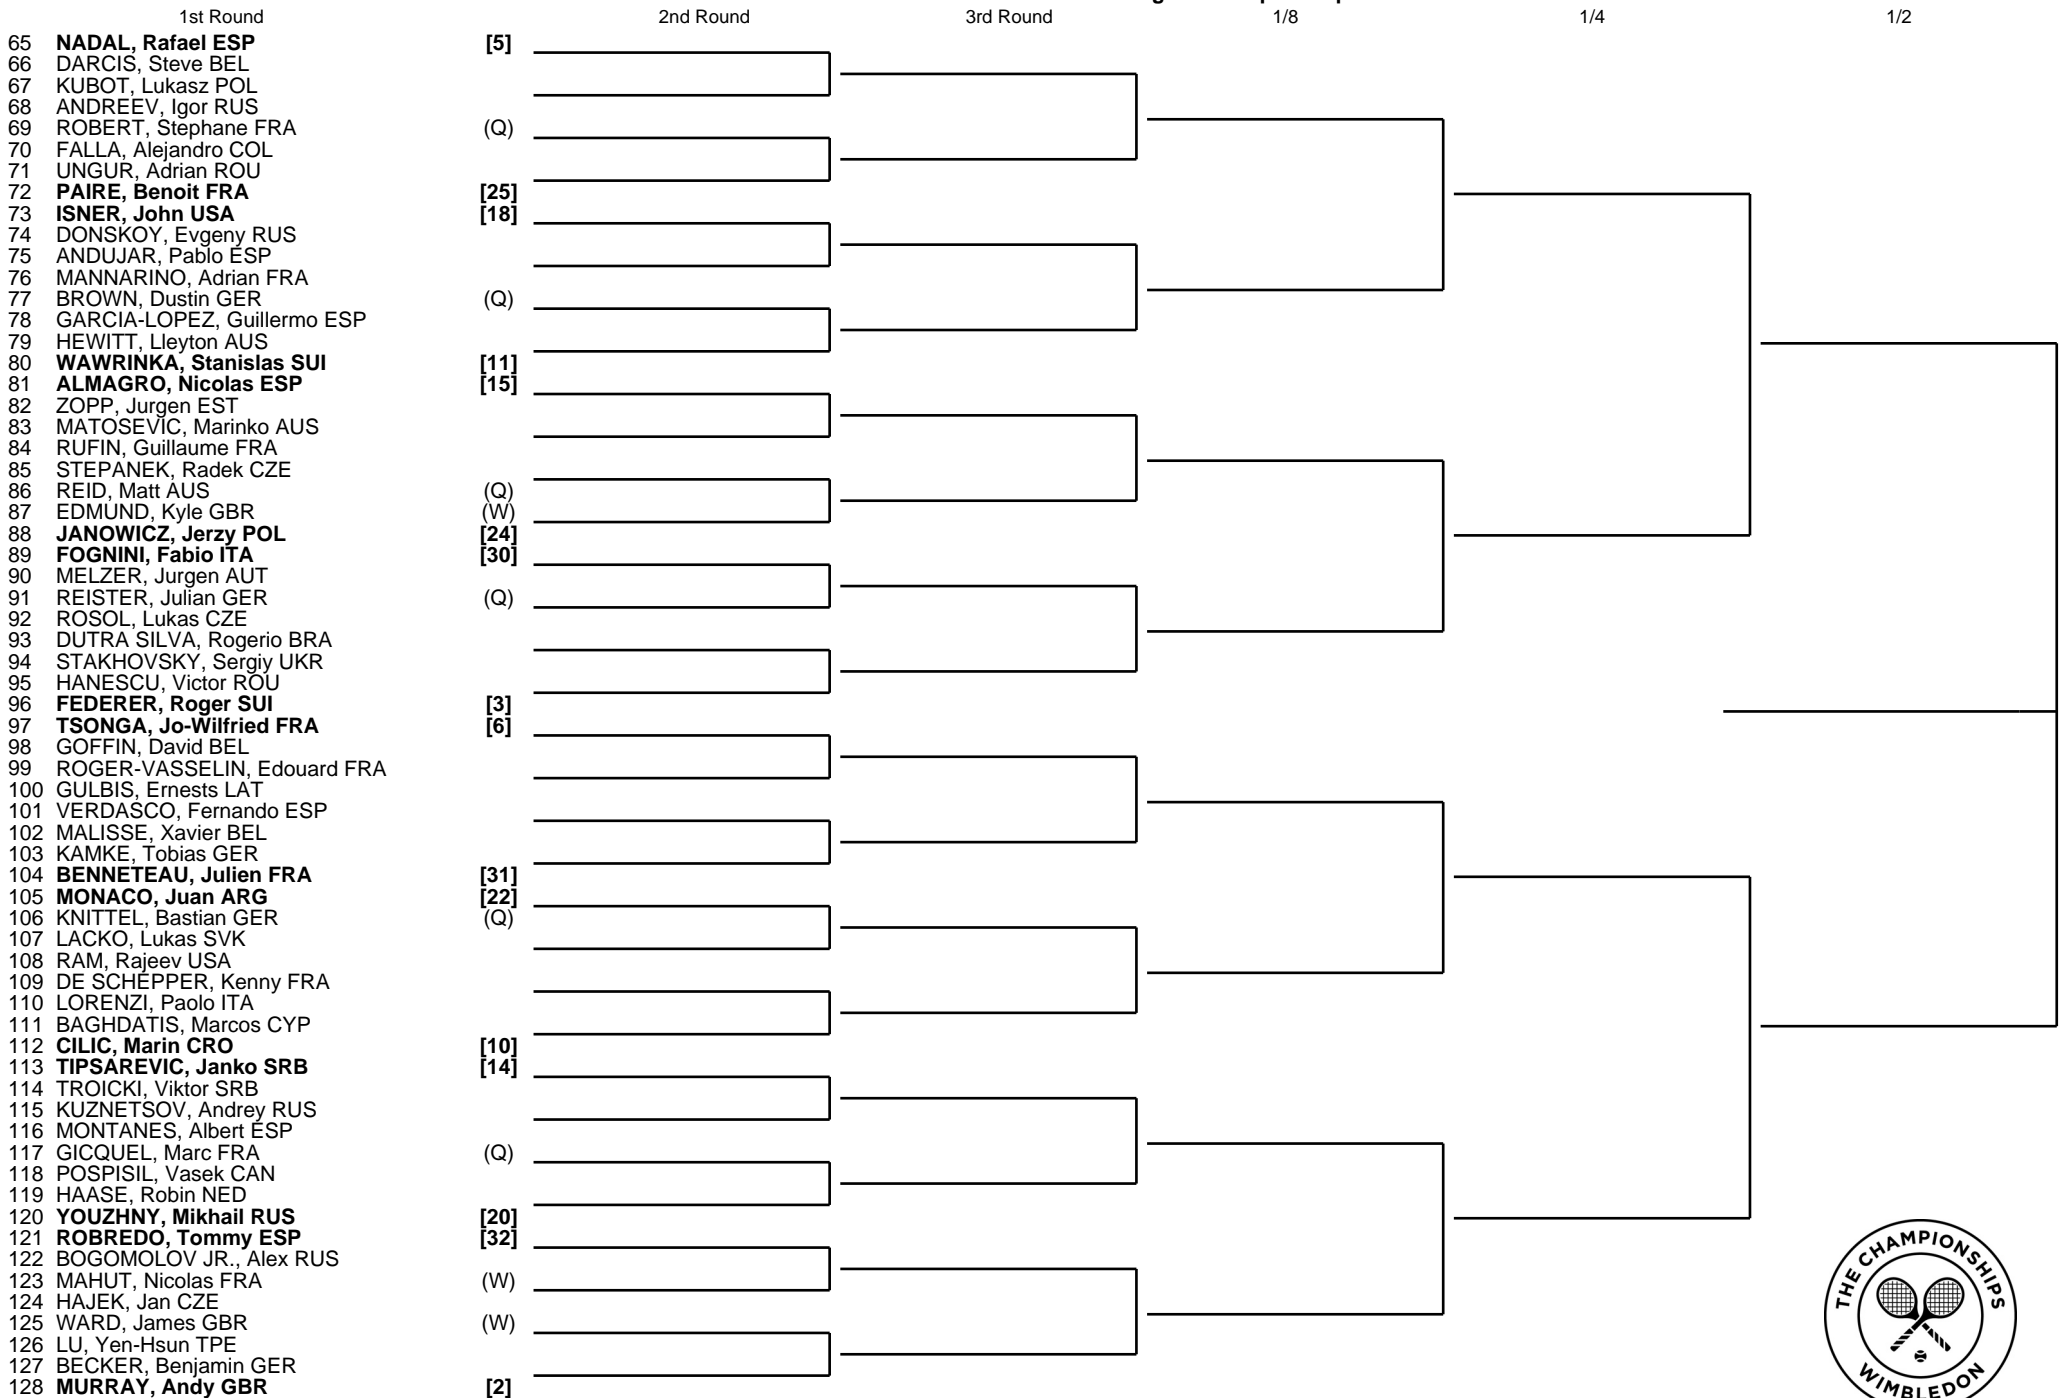 1st Round 2nd Round 3rd Round 1/8 1/4 1/2
65 NADAL, Rafael ESP [5]
66 DARCIS, Steve BEL
67 KUBOT, Lukasz POL
68 ANDREEV, Igor RUS
69 ROBERT, Stephane FRA (Q)
70 FALLA, Alejandro COL
71 UNGUR, Adrian ROU
72 PAIRE, Benoit FRA [25]
73 ISNER, John USA [18]
74 DONSKOY, Evgeny RUS
75 ANDUJAR, Pablo ESP
76 MANNARINO, Adrian FRA
77 BROWN, Dustin GER (Q)
78 GARCIA-LOPEZ, Guillermo ESP
79 HEWITT, Lleyton AUS
80 WAWRINKA, Stanislas SUI [11]
81 ALMAGRO, Nicolas ESP [15]
82 ZOPP, Jurgen EST
83 MATOSEVIC, Marinko AUS
84 RUFIN, Guillaume FRA
85 STEPANEK, Radek CZE
86 REID, Matt AUS (Q)
87 EDMUND, Kyle GBR (W)
88 JANOWICZ, Jerzy POL [24]
89 FOGNINI, Fabio ITA [30]
90 MELZER, Jurgen AUT
91 REISTER, Julian GER (Q)
92 ROSOL, Lukas CZE
93 DUTRA SILVA, Rogerio BRA
94 STAKHOVSKY, Sergiy UKR
95 HANESCU, Victor ROU
96 FEDERER, Roger SUI [3]
97 TSONGA, Jo-Wilfried FRA [6]
98 GOFFIN, David BEL
99 ROGER-VASSELIN, Edouard FRA
100 GULBIS, Ernests LAT
101 VERDASCO, Fernando ESP
102 MALISSE, Xavier BEL
103 KAMKE, Tobias GER
104 BENNETEAU, Julien FRA [31]
105 MONACO, Juan ARG [22]
106 KNITTEL, Bastian GER (Q)
107 LACKO, Lukas SVK
108 RAM, Rajeev USA
109 DE SCHEPPER, Kenny FRA
110 LORENZI, Paolo ITA
111 BAGHDATIS, Marcos CYP
112 CILIC, Marin CRO [10]
113 TIPSAREVIC, Janko SRB [14]
114 TROICKI, Viktor SRB
115 KUZNETSOV, Andrey RUS
116 MONTANES, Albert ESP
117 GICQUEL, Marc FRA (Q)
118 POSPISIL, Vasek CAN
119 HAASE, Robin NED
120 YOUZHNY, Mikhail RUS [20]
121 ROBREDO, Tommy ESP [32]
122 BOGOMOLOV JR., Alex RUS
123 MAHUT, Nicolas FRA (W)
124 HAJEK, Jan CZE
125 WARD, James GBR (W)
126 LU, Yen-Hsun TPE
127 BECKER, Benjamin GER
128 MURRAY, Andy GBR [2]
THE CHAMPIONSHIPS
WIMBLEDON